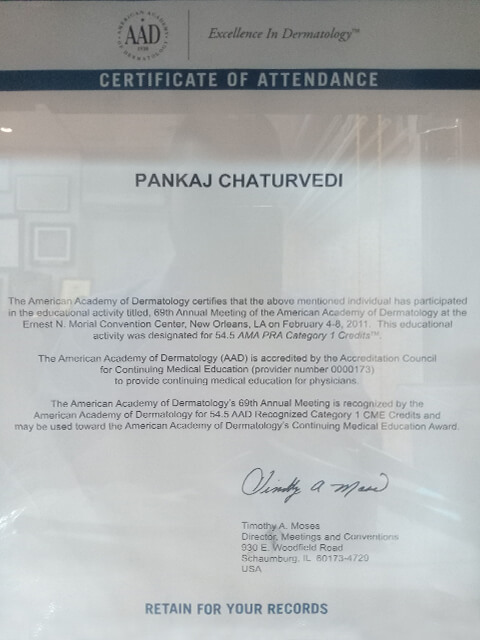 AMERICAN ACADEMY
AAD
1938
OF DERMATOLOGY
Excellence In Dermatology™
CERTIFICATE OF ATTENDANCE
PANKAJ CHATURVEDI
The American Academy of Dermatology certifies that the above mentioned individual has participated
in the educational activity titled, 69th Annual Meeting of the American Academy of Dermatology at the
Ernest N. Morial Convention Center, New Orleans, LA on February 4-8, 2011. This educational
activity was designated for 54.5 AMA PRA Category 1 Credits™.
The American Academy of Dermatology (AAD) is accredited by the Accreditation Council
for Continuing Medical Education (provider number 0000173)
to provide continuing medical education for physicians.
The American Academy of Dermatology's 69th Annual Meeting is recognized by the
American Academy of Dermatology for 54.5 AAD Recognized Category 1 CME Credits and
may be used toward the American Academy of Dermatology's Continuing Medical Education Award.
Timothy A Moses
Timothy A. Moses
Director, Meetings and Conventions
930 E. Woodfield Road
Schaumburg, IL 60173-4729
USA
RETAIN FOR YOUR RECORDS